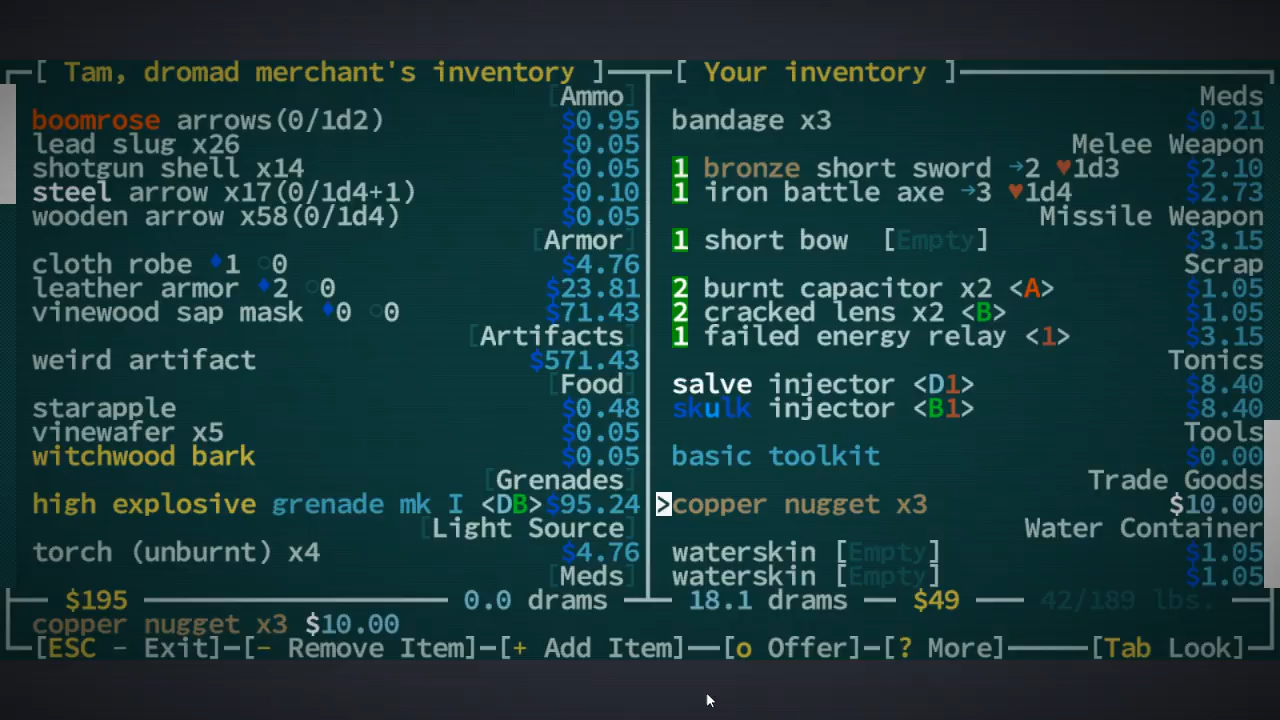 [ Tam, dromad merchant's inventory ]
[Ammo]
boomrose arrows(0/1d2) $0.95
lead slug x26 $0.05
shotgun shell x14 $0.05
steel arrow x17(0/1d4+1) $0.10
wooden arrow x58(0/1d4) $0.05
[Armor]
cloth robe ♦1 ○0 $4.76
leather armor ♦2 ○0 $23.81
vinewood sap mask ♦0 ○0 $71.43
[Artifacts]
weird artifact $571.43
[Food]
starapple $0.48
vinewafer x5 $0.05
witchwood bark $0.05
[Grenades]
high explosive grenade mk I <DB> $95.24
[Light Source]
torch (unburnt) x4 $4.76
[Meds]
[ Your inventory ]
Meds
bandage x3 $0.21
Melee Weapon
1 bronze short sword →2 ♥1d3 $2.10
1 iron battle axe →3 ♥1d4 $2.73
Missile Weapon
1 short bow [Empty] $3.15
Scrap
2 burnt capacitor x2 <A> $1.05
2 cracked lens x2 <B> $1.05
1 failed energy relay <1> $3.15
Tonics
salve injector <D1> $8.40
skulk injector <B1> $8.40
Tools
basic toolkit $0.00
Trade Goods
>copper nugget x3 $10.00
Water Container
waterskin [Empty] $1.05
waterskin [Empty] $1.05
$195 0.0 drams 18.1 drams $49 42/189 lbs.
copper nugget x3 $10.00
[ESC - Exit] [- Remove Item] [+ Add Item] [o Offer] [? More] [Tab Look]